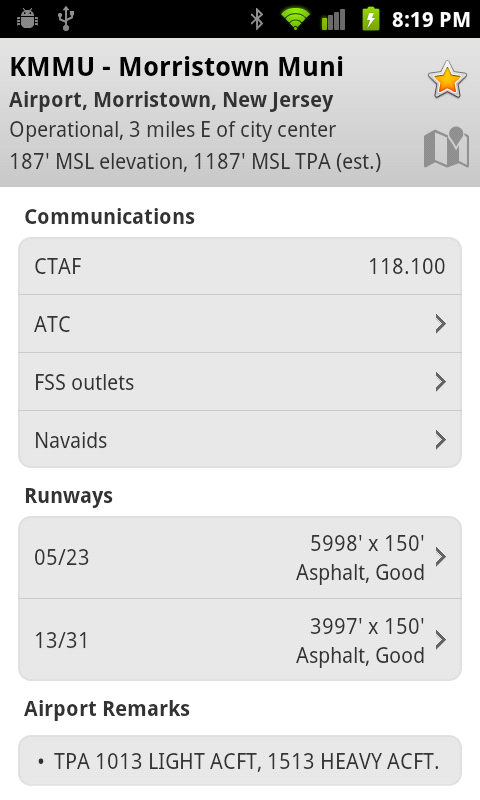 8:19 PM
KMMU - Morristown Muni
Airport, Morristown, New Jersey
Operational, 3 miles E of city center
187' MSL elevation, 1187' MSL TPA (est.)
Communications
CTAF 118.100
ATC
FSS outlets
Navaids
Runways
05/23 5998' x 150'
Asphalt, Good
13/31 3997' x 150'
Asphalt, Good
Airport Remarks
• TPA 1013 LIGHT ACFT, 1513 HEAVY ACFT.